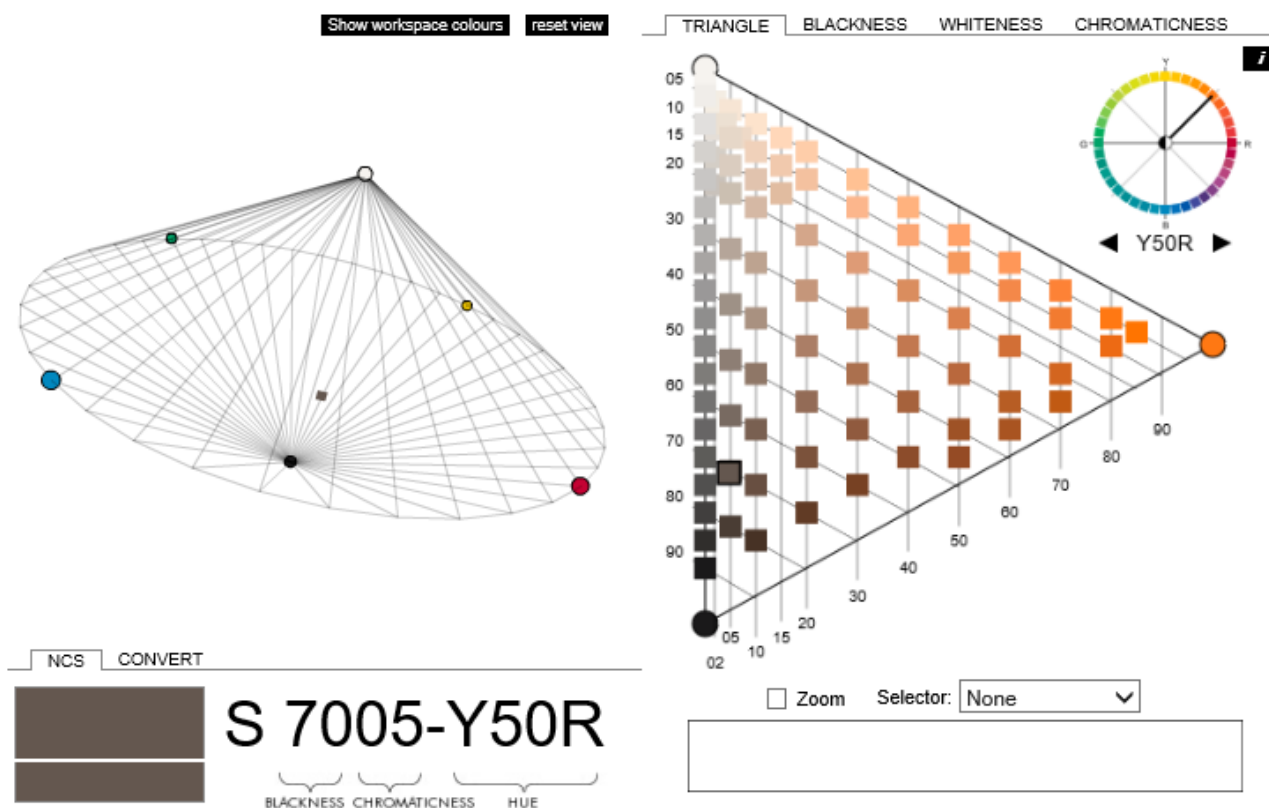 Show workspace colours reset view
TRIANGLE BLACKNESS WHITENESS CHROMATICNESS
i
05
10
15
20
30
40
50
60
70
80
90
Y
G
R
B
Y50R
90
80
70
60
50
40
30
20
15
05
10
02
NCS CONVERT
S 7005-Y50R
BLACKNESS CHROMATICNESS HUE
Zoom Selector: None